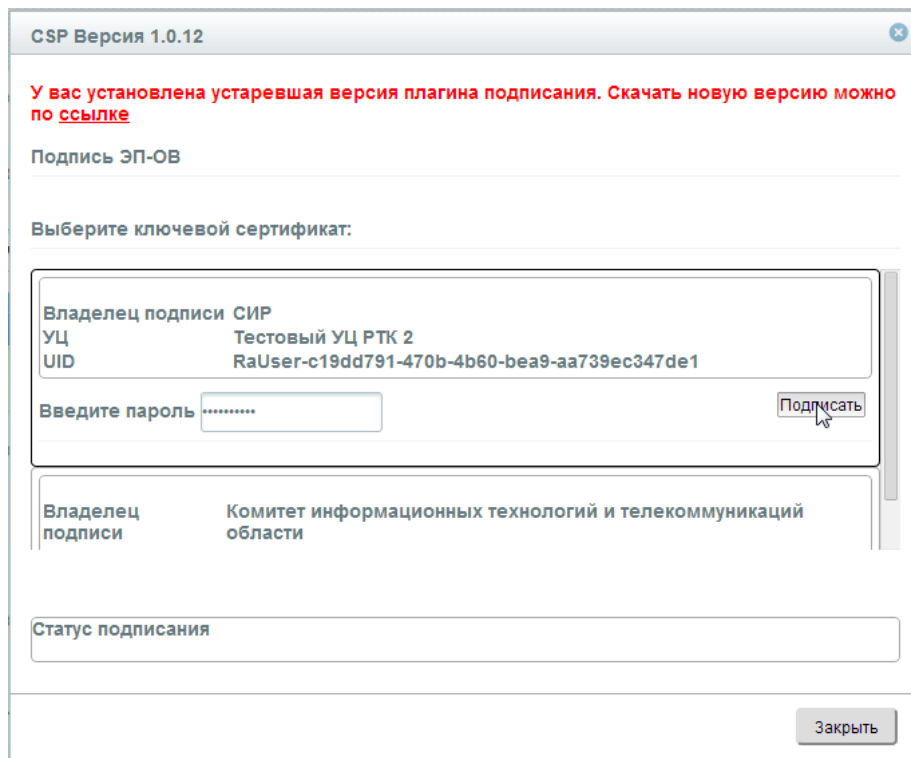 CSP Версия 1.0.12
У вас установлена устаревшая версия плагина подписания. Скачать новую версию можно
по ссылке
Подпись ЭП-ОВ
Выберите ключевой сертификат:
Владелец подписи СИР
УЦ Тестовый УЦ РТК 2
UID RaUser-c19dd791-470b-4b60-bea9-aa739ec347de1
Введите пароль ••••••••••
Подписать
Владелец Комитет информационных технологий и телекоммуникаций
подписи области
Статус подписания
Закрыть